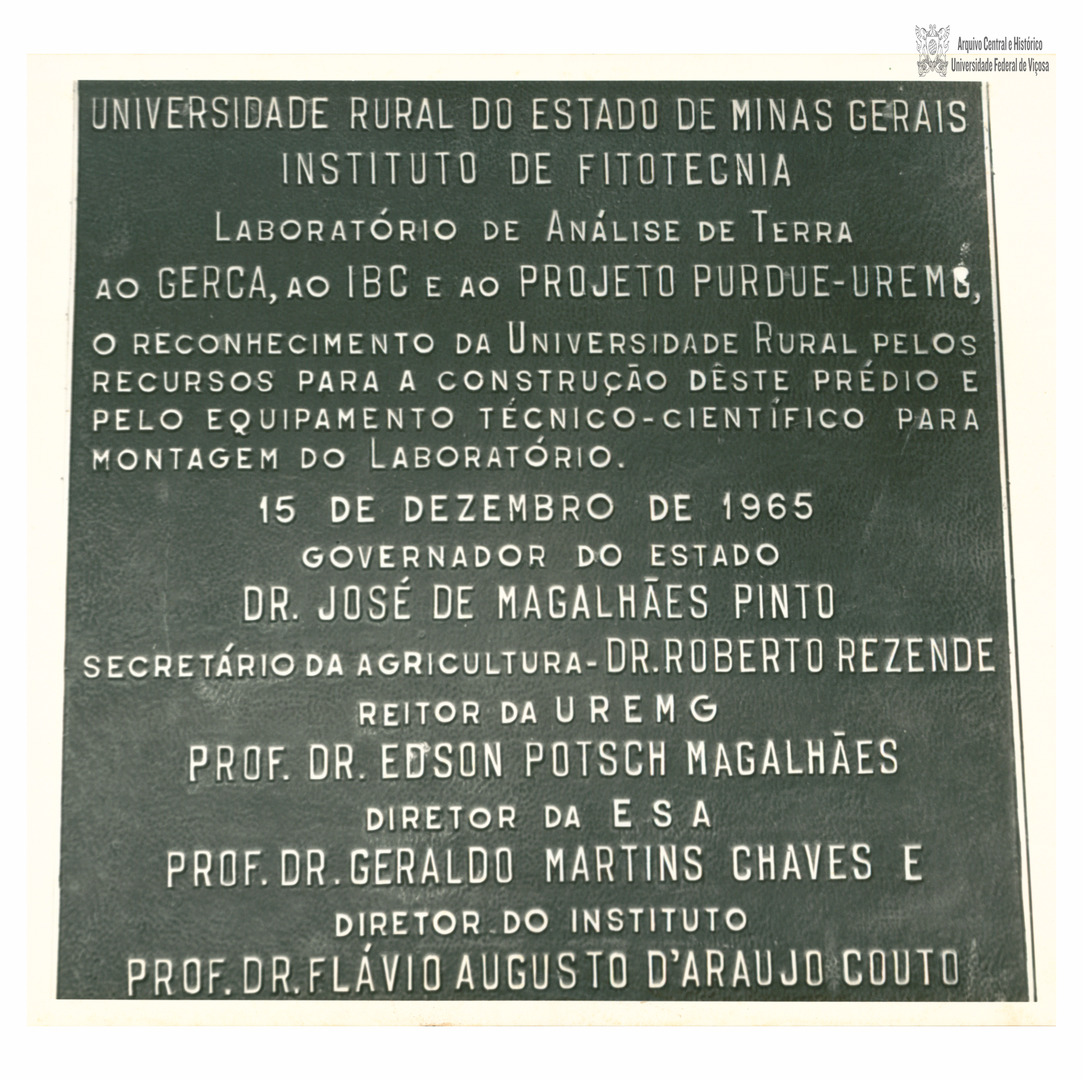 Arquivo Central e Histórico
Universidade Federal de Viçosa
UNIVERSIDADE RURAL DO ESTADO DE MINAS GERAIS
INSTITUTO DE FITOTECNIA
LABORATÓRIO DE ANÁLISE DE TERRA
AO GERCA, AO IBC E AO PROJETO PURDUE-UREMG,
O RECONHECIMENTO DA UNIVERSIDADE RURAL PELOS
RECURSOS PARA A CONSTRUÇÃO DÊSTE PRÉDIO E
PELO EQUIPAMENTO TÉCNICO-CIENTÍFICO PARA
MONTAGEM DO LABORATÓRIO.
15 DE DEZEMBRO DE 1965
GOVERNADOR DO ESTADO
DR. JOSÉ DE MAGALHÃES PINTO
SECRETÁRIO DA AGRICULTURA-DR.ROBERTO REZENDE
REITOR DA UREMG
PROF. DR. EDSON POTSCH MAGALHÃES
DIRETOR DA ESA
PROF. DR. GERALDO MARTINS CHAVES E
DIRETOR DO INSTITUTO
PROF. DR. FLÁVIO AUGUSTO D'ARAUJO COUTO